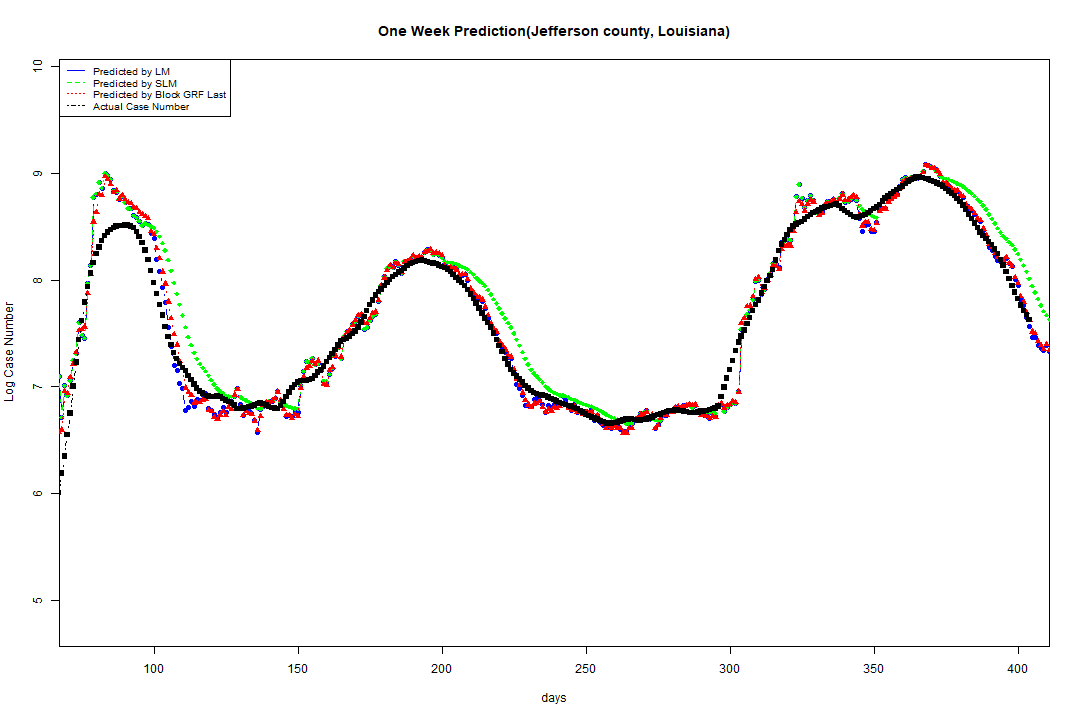 One Week Prediction(Jefferson county, Louisiana)
Predicted by LM
Predicted by SLM
Predicted by Block GRF Last
Actual Case Number
10
9
8
7
6
5
Log Case Number
100 150 200 250 300 350 400
days